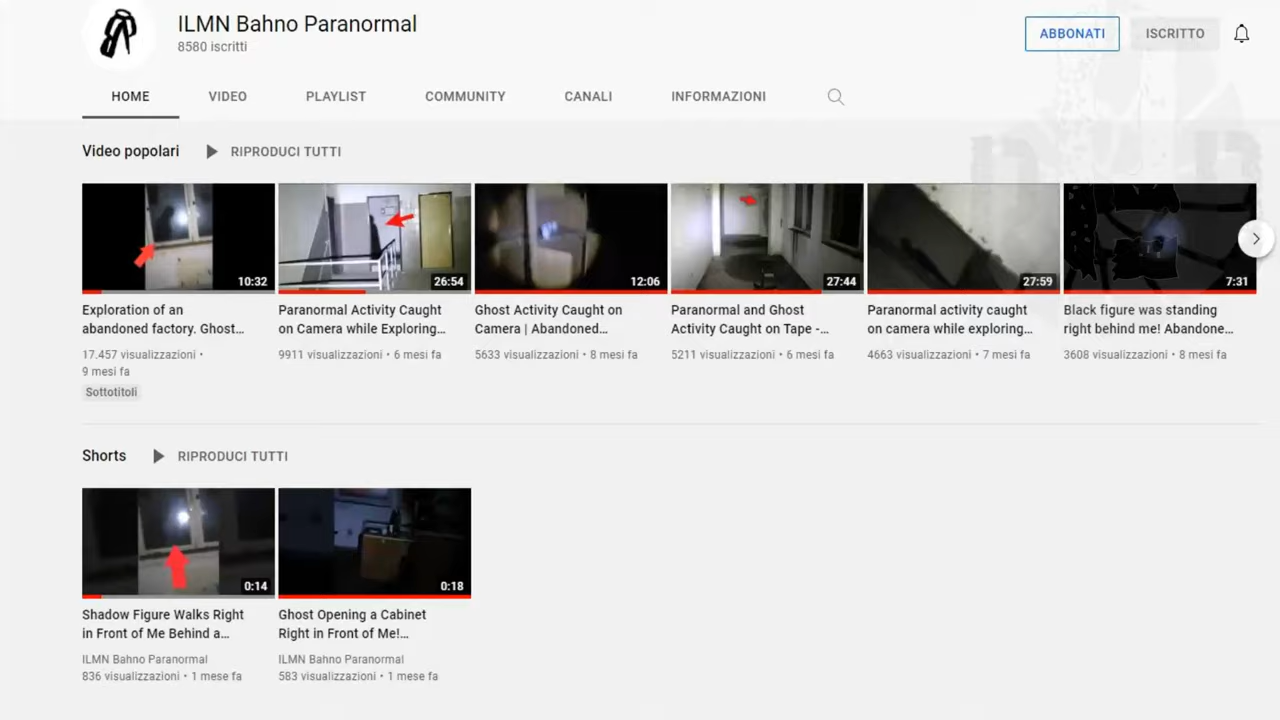 ILMN Bahno Paranormal
8580 iscritti
ABBONATI
ISCRITTO
HOME
VIDEO
PLAYLIST
COMMUNITY
CANALI
INFORMAZIONI
Video popolari
RIPRODUCI TUTTI
10:32
26:54
12:06
27:44
27:59
7:31
Exploration of an
abandoned factory. Ghost...
17.457 visualizzazioni •
9 mesi fa
Sottotitoli
Paranormal Activity Caught
on Camera while Exploring...
9911 visualizzazioni • 6 mesi fa
Ghost Activity Caught on
Camera | Abandoned...
5633 visualizzazioni • 8 mesi fa
Paranormal and Ghost
Activity Caught on Tape -...
5211 visualizzazioni • 6 mesi fa
Paranormal activity caught
on camera while exploring...
4663 visualizzazioni • 7 mesi fa
Black figure was standing
right behind me! Abandone...
3608 visualizzazioni • 8 mesi fa
Shorts
RIPRODUCI TUTTI
0:14
0:18
Shadow Figure Walks Right
in Front of Me Behind a...
ILMN Bahno Paranormal
836 visualizzazioni • 1 mese fa
Ghost Opening a Cabinet
Right in Front of Me!...
ILMN Bahno Paranormal
583 visualizzazioni • 1 mese fa